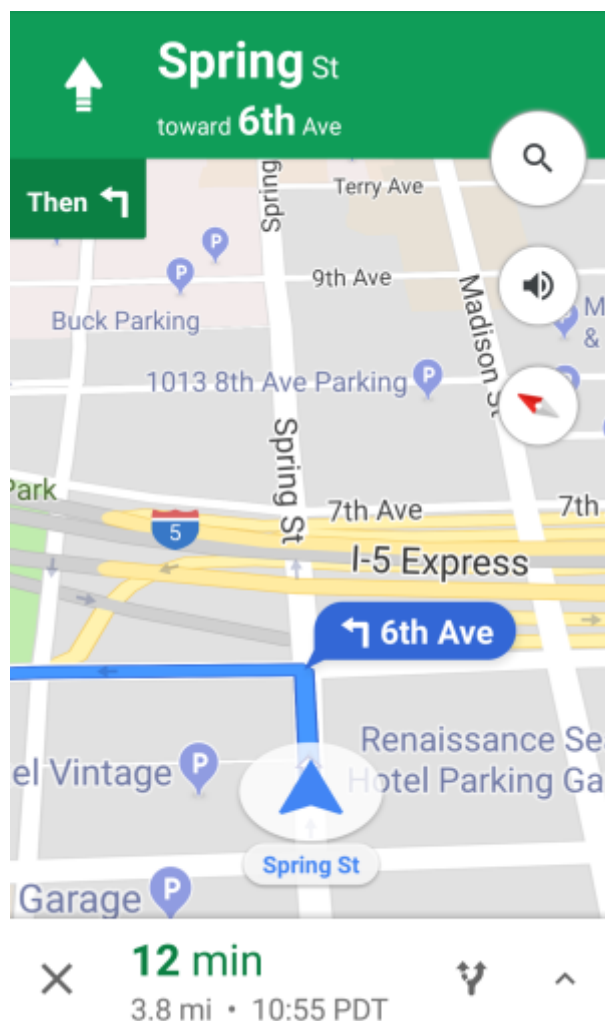 Spring St
toward 6th Ave
Then
Spring
Terry Ave
9th Ave
Madison St
Buck Parking
M
&
1013 8th Ave Parking
Spring St
Park
7th Ave
7th
5
I-5 Express
6th Ave
Renaissance Se
Hotel Parking Ga
el Vintage
Spring St
Garage
12 min
3.8 mi • 10:55 PDT